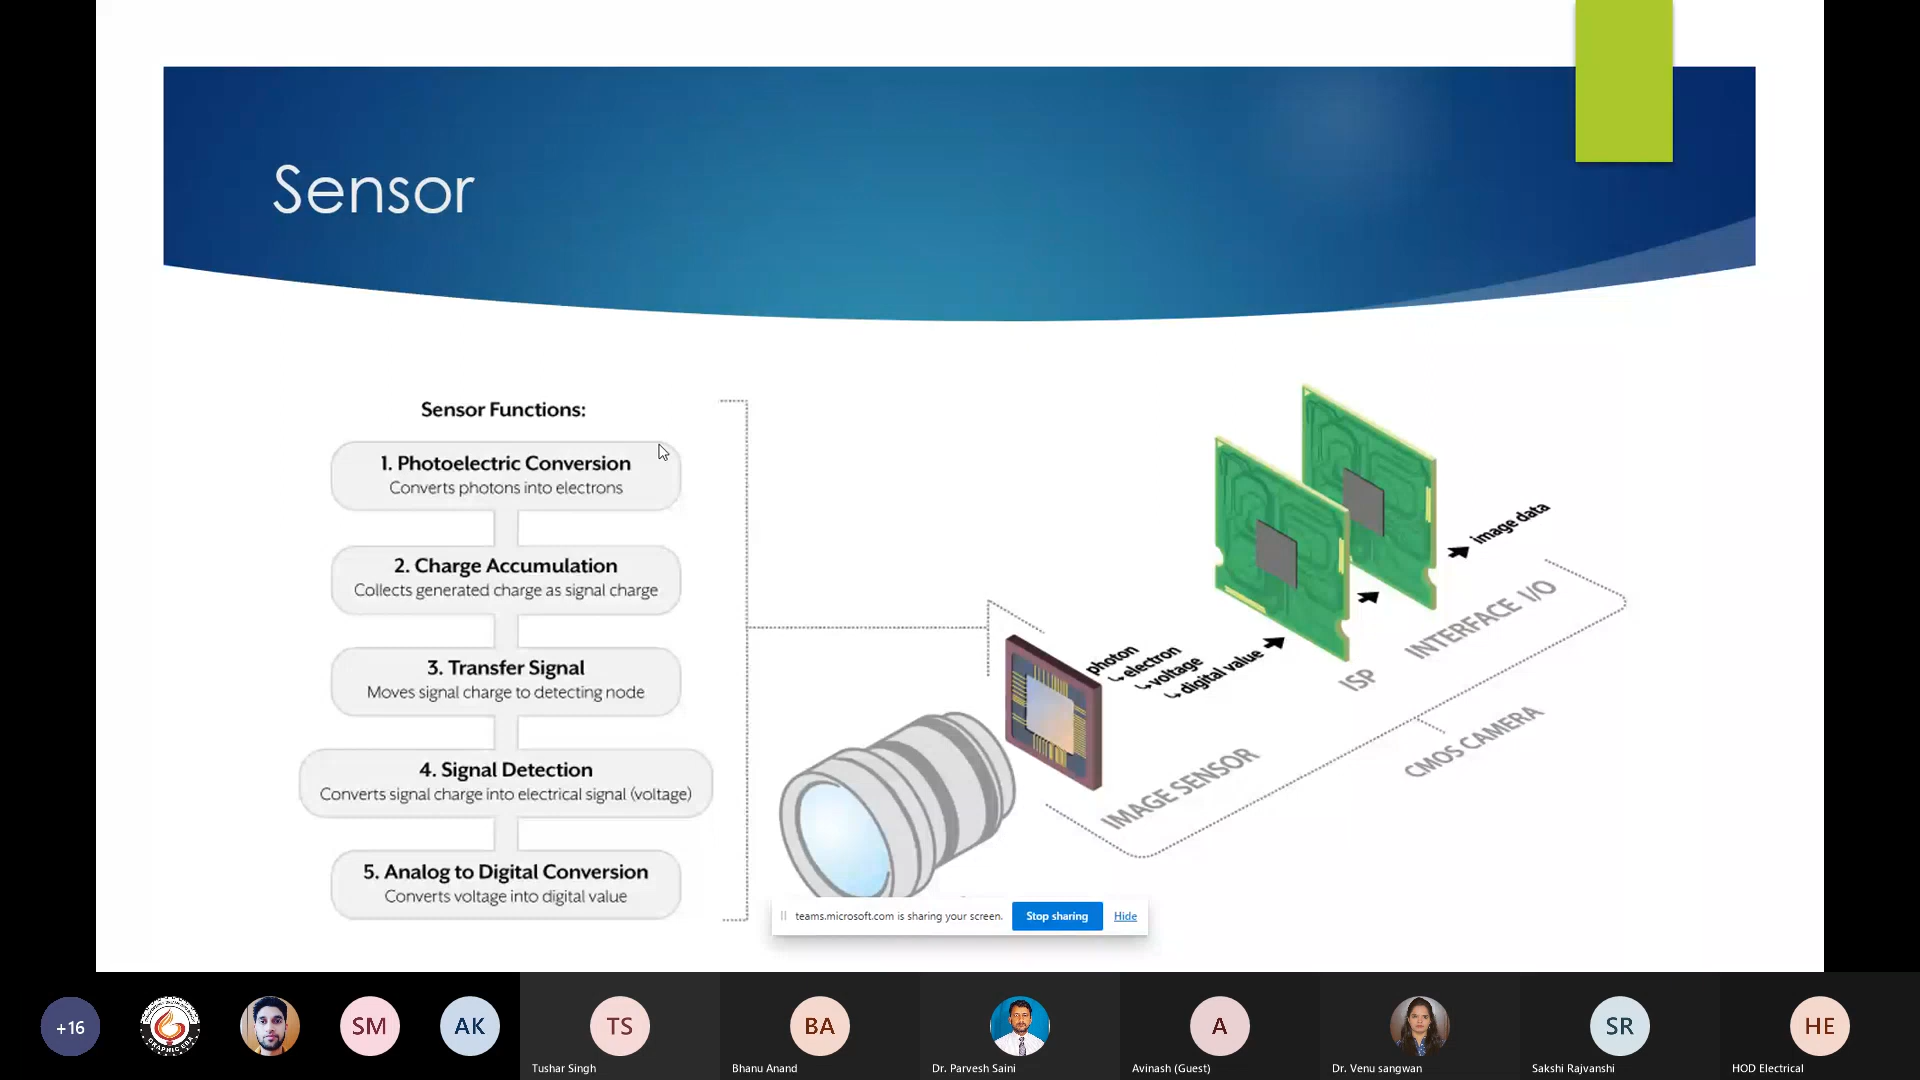 Sensor
Sensor Functions:
1. Photoelectric Conversion
Converts photons into electrons
2. Charge Accumulation
Collects generated charge as signal charge
3. Transfer Signal
Moves signal charge to detecting node
4. Signal Detection
Converts signal charge into electrical signal (voltage)
5. Analog to Digital Conversion
Converts voltage into digital value
photon
electron
voltage
digital value
image data
IMAGE SENSOR
ISP
INTERFACE I/O
CMOS CAMERA
teams.microsoft.com is sharing your screen.
Stop sharing
Hide
+16
GRAPHIC ERA
SM
AK
TS
BA
A
SR
HE
Tushar Singh
Bhanu Anand
Dr. Parvesh Saini
Avinash (Guest)
Dr. Venu sangwan
Sakshi Rajvanshi
HOD Electrical